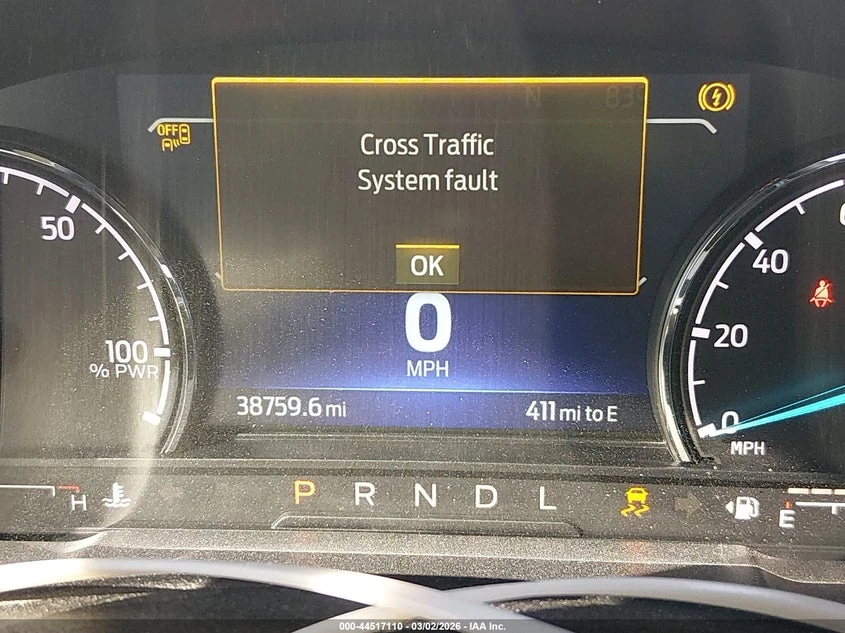 N 839
OFF
Cross Traffic
System fault
OK
50
100
% PWR
0
MPH
38759.6 mi
411 mi to E
40
20
0
MPH
H
P R N D L
E
000-44517110 - 03/02/2026 - IAA Inc.